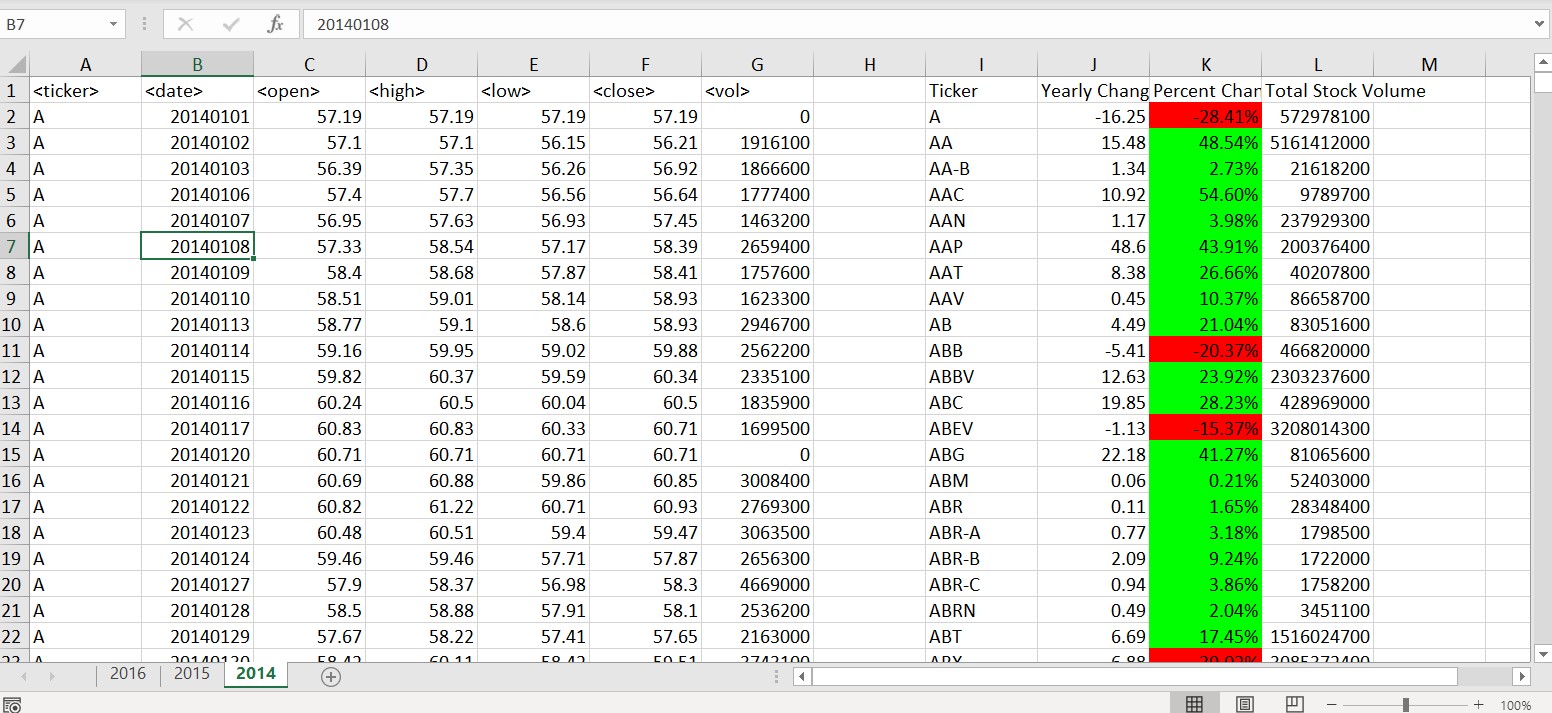 B7 fx 20140108
A B C D E F G H I J K L M
1 <ticker> <date> <open> <high> <low> <close> <vol> Ticker Yearly Chang Percent Chan Total Stock Volume
2 A 20140101 57.19 57.19 57.19 57.19 0 A -16.25 -28.41% 572978100
3 A 20140102 57.1 57.1 56.15 56.21 1916100 AA 15.48 48.54% 5161412000
4 A 20140103 56.39 57.35 56.26 56.92 1866600 AA-B 1.34 2.73% 21618200
5 A 20140106 57.4 57.7 56.56 56.64 1777400 AAC 10.92 54.60% 9789700
6 A 20140107 56.95 57.63 56.93 57.45 1463200 AAN 1.17 3.98% 237929300
7 A 20140108 57.33 58.54 57.17 58.39 2659400 AAP 48.6 43.91% 200376400
8 A 20140109 58.4 58.68 57.87 58.41 1757600 AAT 8.38 26.66% 40207800
9 A 20140110 58.51 59.01 58.14 58.93 1623300 AAV 0.45 10.37% 86658700
10 A 20140113 58.77 59.1 58.6 58.93 2946700 AB 4.49 21.04% 83051600
11 A 20140114 59.16 59.95 59.02 59.88 2562200 ABB -5.41 -20.37% 466820000
12 A 20140115 59.82 60.37 59.59 60.34 2335100 ABBV 12.63 23.92% 2303237600
13 A 20140116 60.24 60.5 60.04 60.5 1835900 ABC 19.85 28.23% 428969000
14 A 20140117 60.83 60.83 60.33 60.71 1699500 ABEV -1.13 -15.37% 3208014300
15 A 20140120 60.71 60.71 60.71 60.71 0 ABG 22.18 41.27% 81065600
16 A 20140121 60.69 60.88 59.86 60.85 3008400 ABM 0.06 0.21% 52403000
17 A 20140122 60.82 61.22 60.71 60.93 2769300 ABR 0.11 1.65% 28348400
18 A 20140123 60.48 60.51 59.4 59.47 3063500 ABR-A 0.77 3.18% 1798500
19 A 20140124 59.46 59.46 57.71 57.87 2656300 ABR-B 2.09 9.24% 1722000
20 A 20140127 57.9 58.37 56.98 58.3 4669000 ABR-C 0.94 3.86% 1758200
21 A 20140128 58.5 58.88 57.91 58.1 2536200 ABRN 0.49 2.04% 3451100
22 A 20140129 57.67 58.22 57.41 57.65 2163000 ABT 6.69 17.45% 1516024700
2016 2015 2014
100%